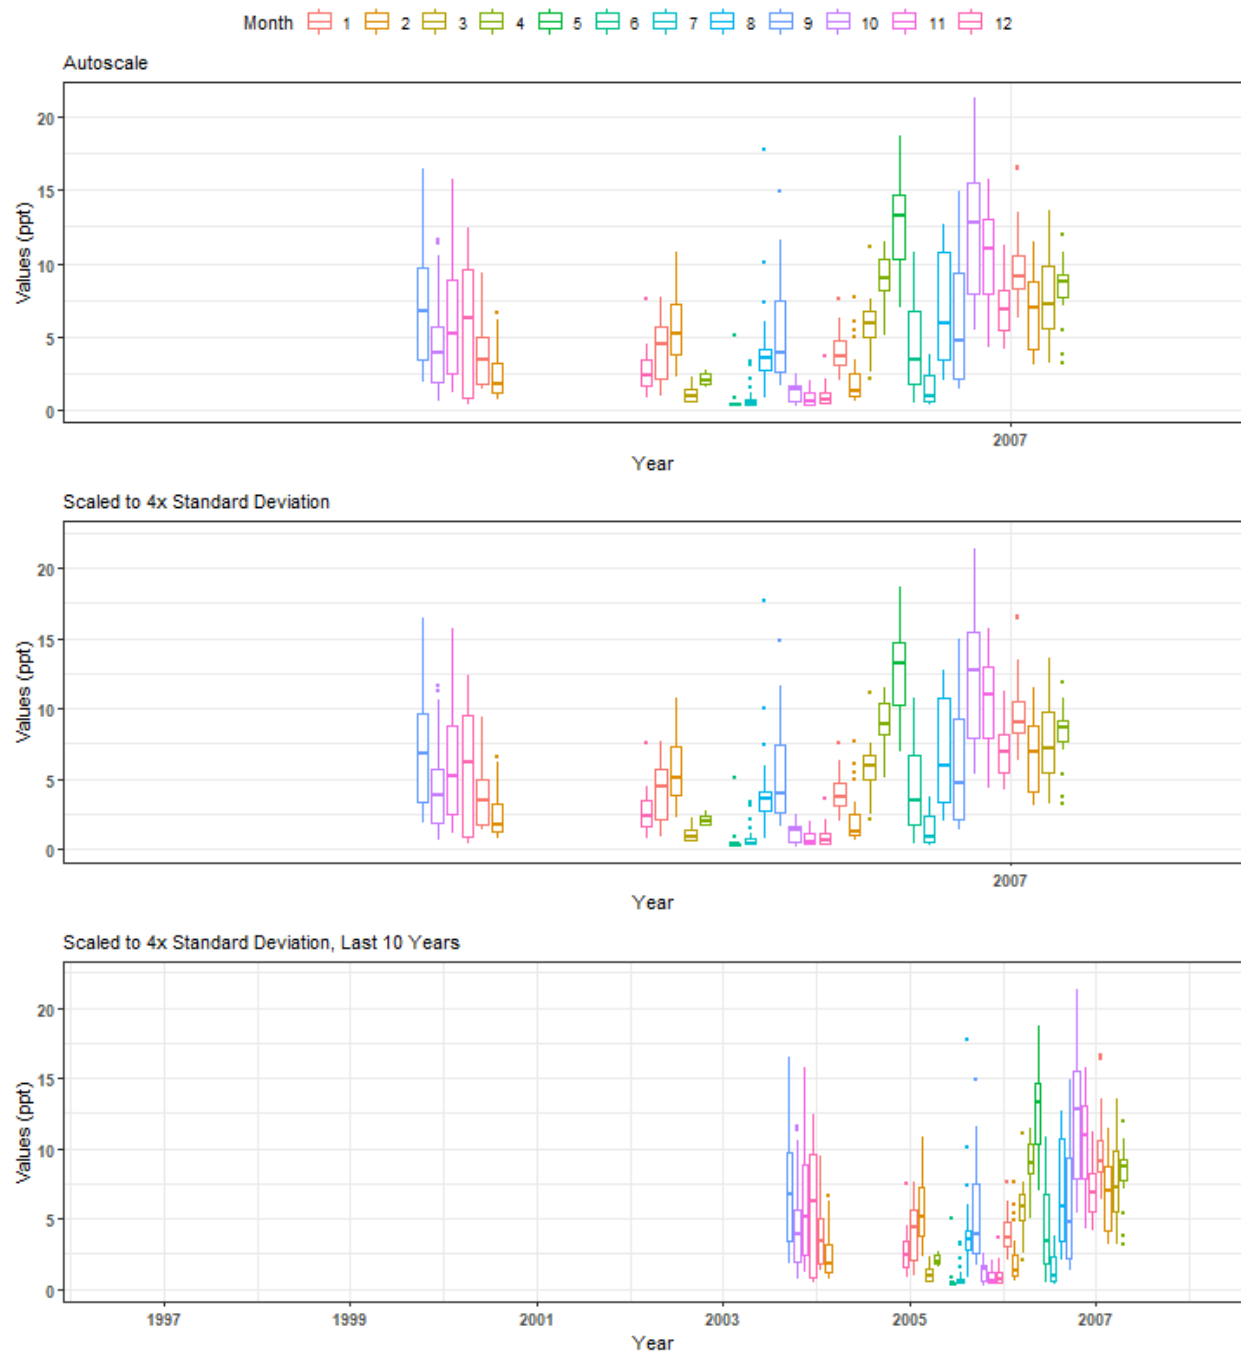 Month 1 2 3 4 5 6 7 8 9 10 11 12
Autoscale
20
15
10
5
0
Values (ppt)
2007
Year
Scaled to 4x Standard Deviation
20
15
10
5
0
Values (ppt)
2007
Year
Scaled to 4x Standard Deviation, Last 10 Years
20
15
10
5
0
Values (ppt)
1997 1999 2001 2003 2005 2007
Year